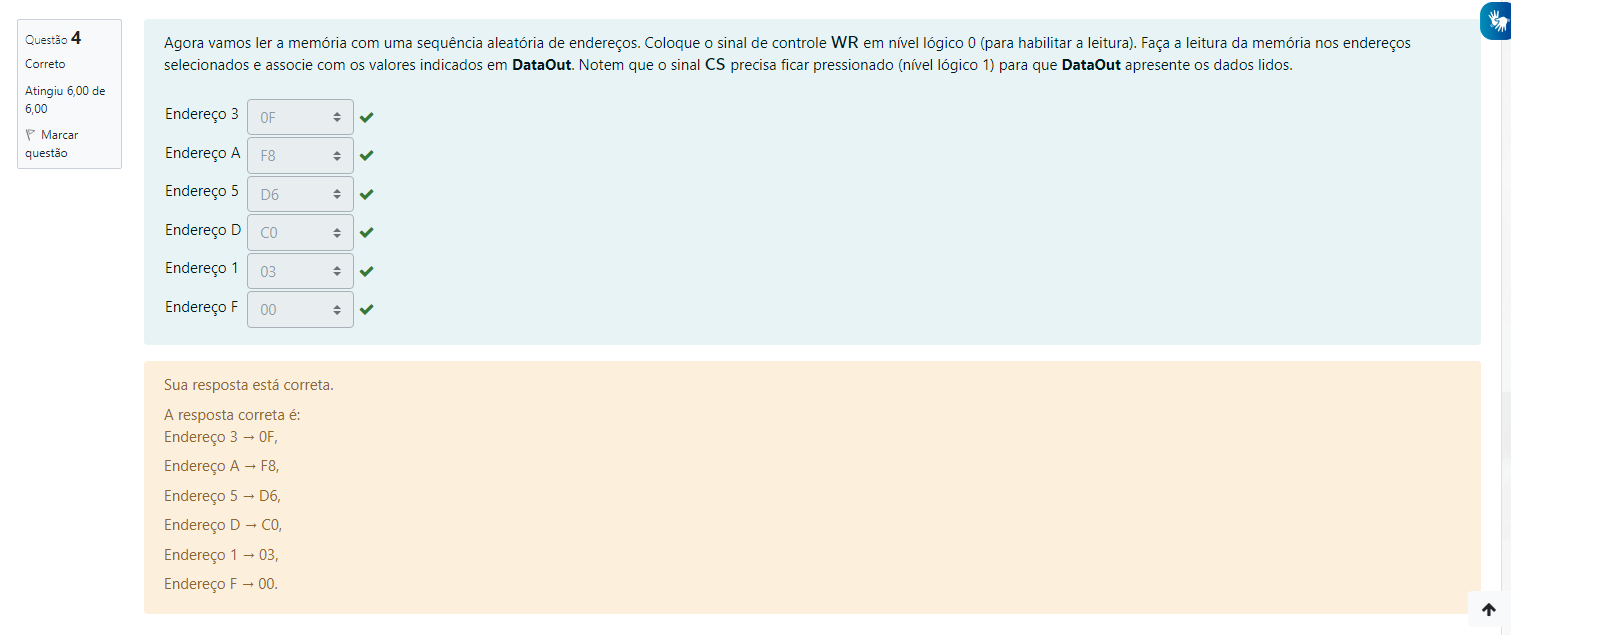 Questão 4
Correto
Atingiu 6,00 de
6,00
Marcar
questão
Agora vamos ler a memória com uma sequência aleatória de endereços. Coloque o sinal de controle WR em nível lógico 0 (para habilitar a leitura). Faça a leitura da memória nos endereços
selecionados e associe com os valores indicados em DataOut. Notem que o sinal CS precisa ficar pressionado (nível lógico 1) para que DataOut apresente os dados lidos.
Endereço 3 0F
Endereço A F8
Endereço 5 D6
Endereço D C0
Endereço 1 03
Endereço F 00
Sua resposta está correta.
A resposta correta é:
Endereço 3 → 0F,
Endereço A → F8,
Endereço 5 → D6,
Endereço D → C0,
Endereço 1 → 03,
Endereço F → 00.